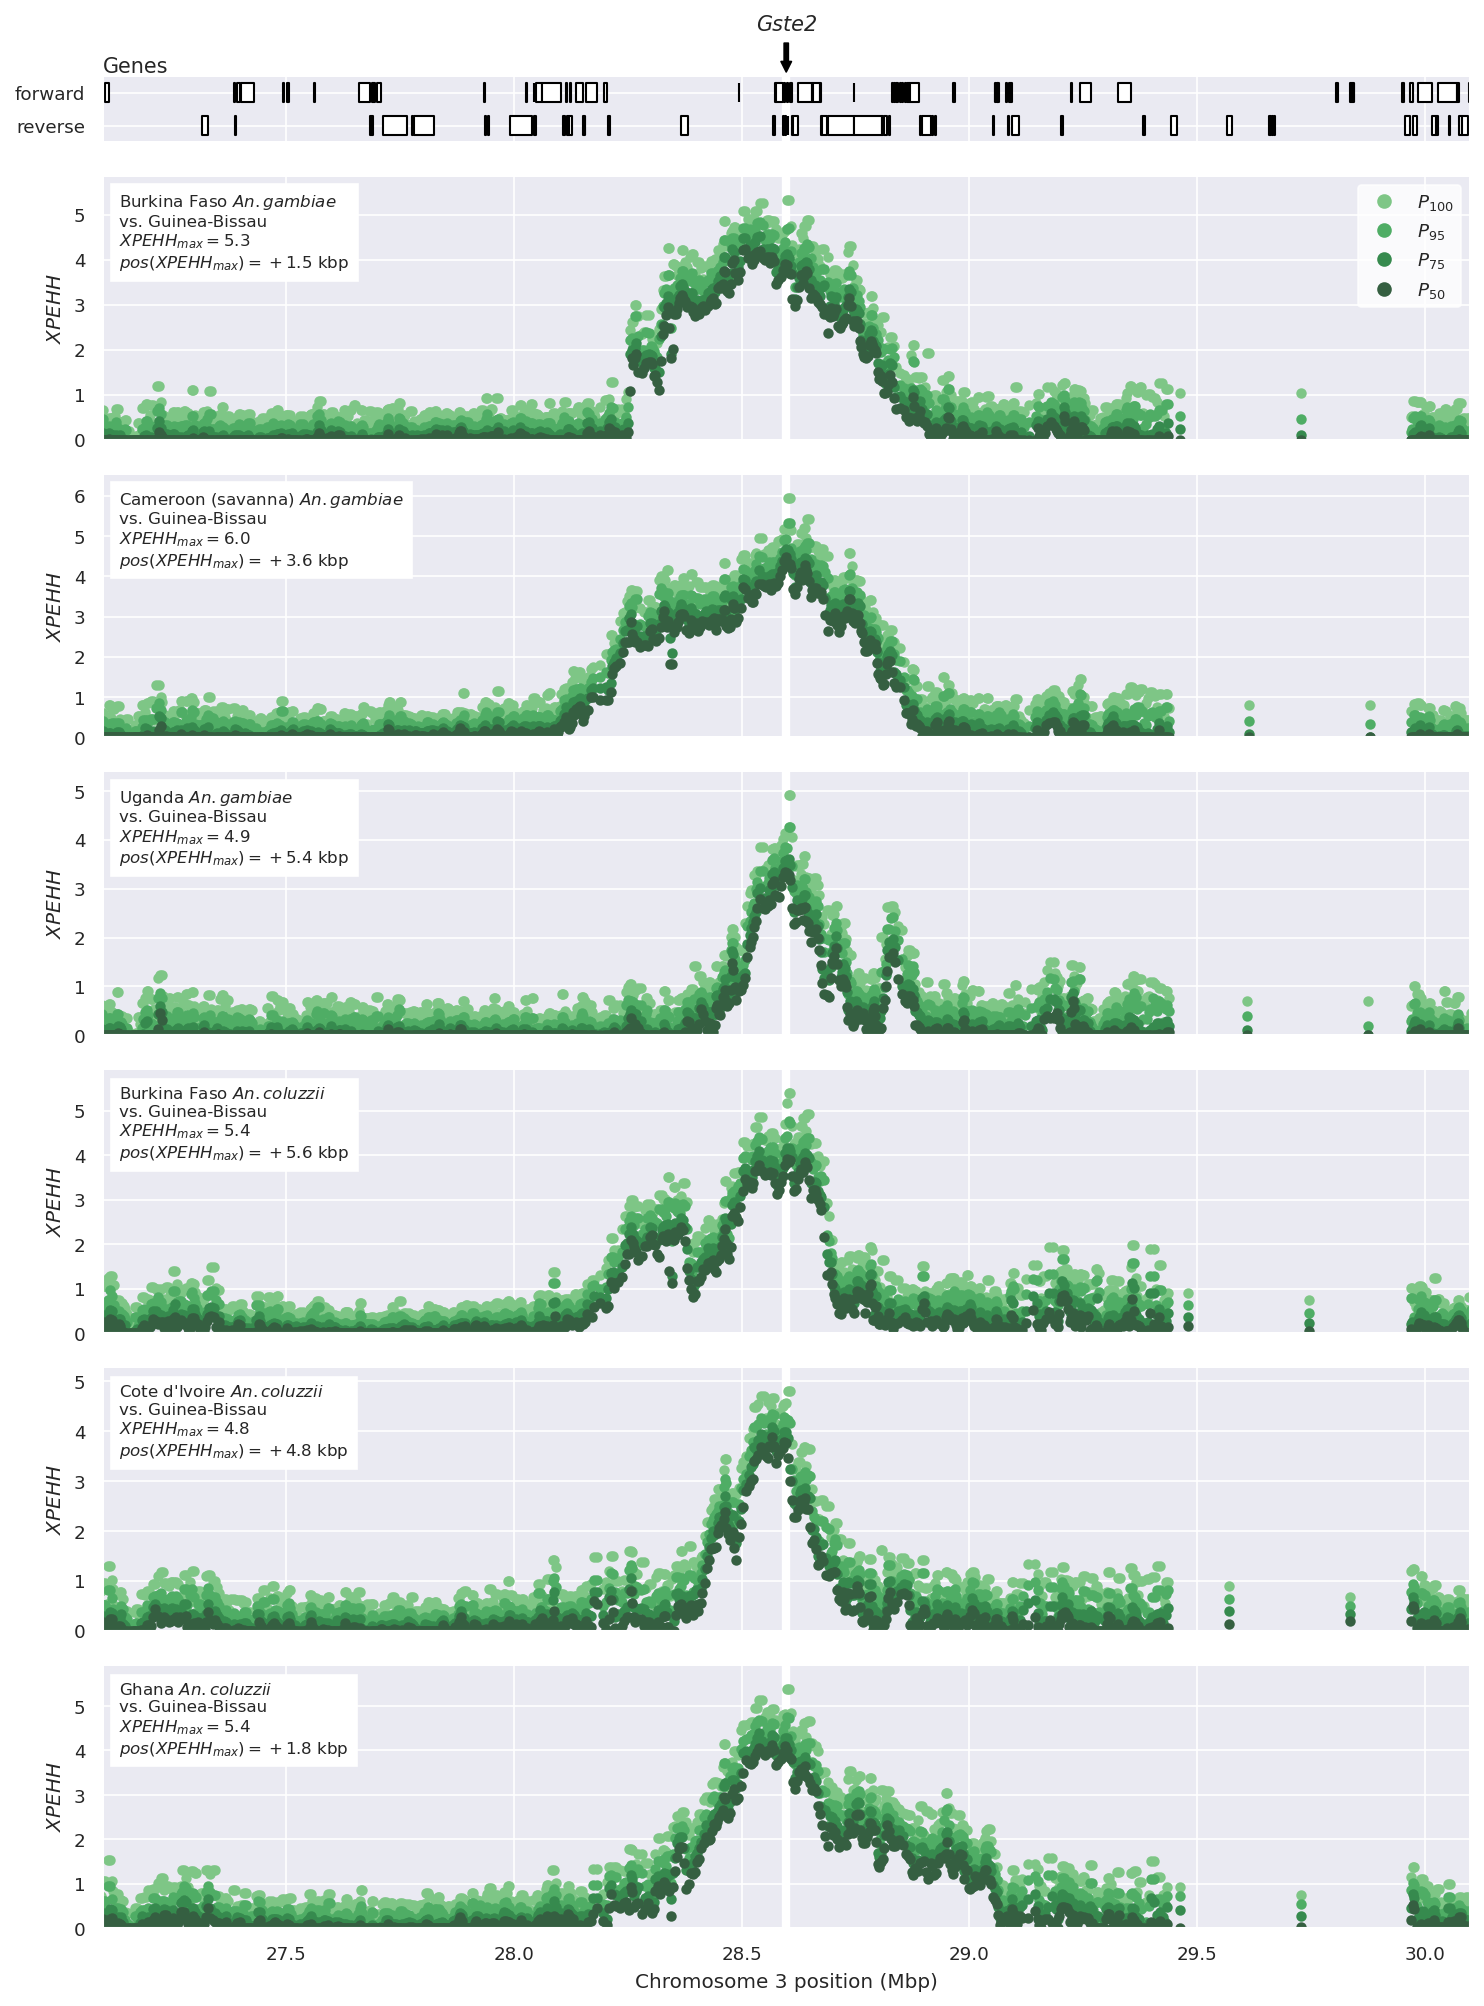 Gste2
Genes
forward
reverse
Burkina Faso An. gambiae
vs. Guinea-Bissau
XPEHHmax = 5.3
pos(XPEHHmax) = +1.5 kbp
P100
P95
P75
P50
5
4
3
2
1
0
XPEHH
Cameroon (savanna) An. gambiae
vs. Guinea-Bissau
XPEHHmax = 6.0
pos(XPEHHmax) = +3.6 kbp
6
5
4
3
2
1
0
XPEHH
Uganda An. gambiae
vs. Guinea-Bissau
XPEHHmax = 4.9
pos(XPEHHmax) = +5.4 kbp
5
4
3
2
1
0
XPEHH
Burkina Faso An. coluzzii
vs. Guinea-Bissau
XPEHHmax = 5.4
pos(XPEHHmax) = +5.6 kbp
5
4
3
2
1
0
XPEHH
Cote d'Ivoire An. coluzzii
vs. Guinea-Bissau
XPEHHmax = 4.8
pos(XPEHHmax) = +4.8 kbp
5
4
3
2
1
0
XPEHH
Ghana An. coluzzii
vs. Guinea-Bissau
XPEHHmax = 5.4
pos(XPEHHmax) = +1.8 kbp
5
4
3
2
1
0
XPEHH
27.5 28.0 28.5 29.0 29.5 30.0
Chromosome 3 position (Mbp)